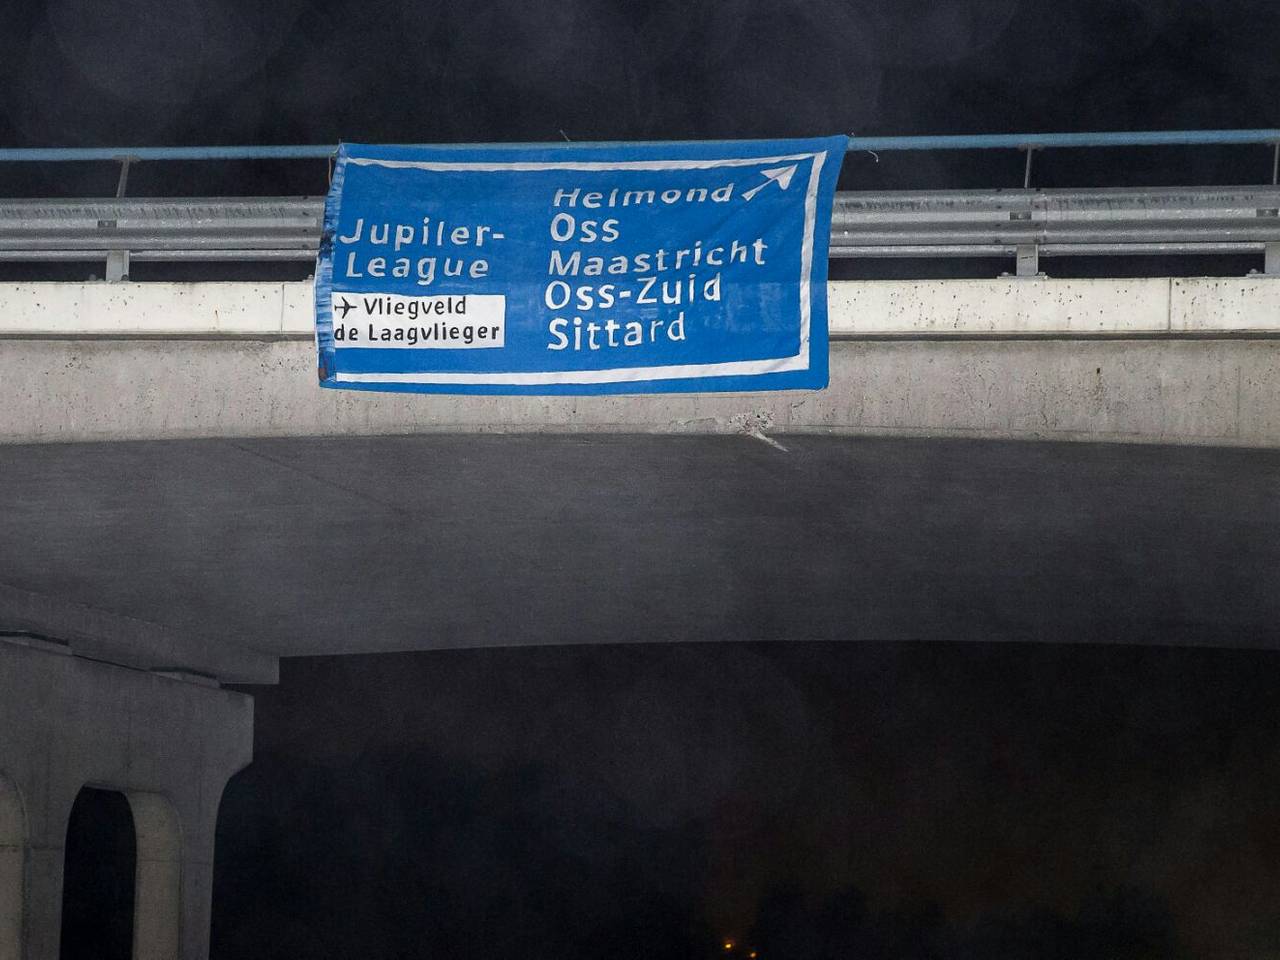 Jupiler-
League
Vliegveld
de Laagvlieger
Helmond
Oss
Maastricht
Oss-Zuid
Sittard